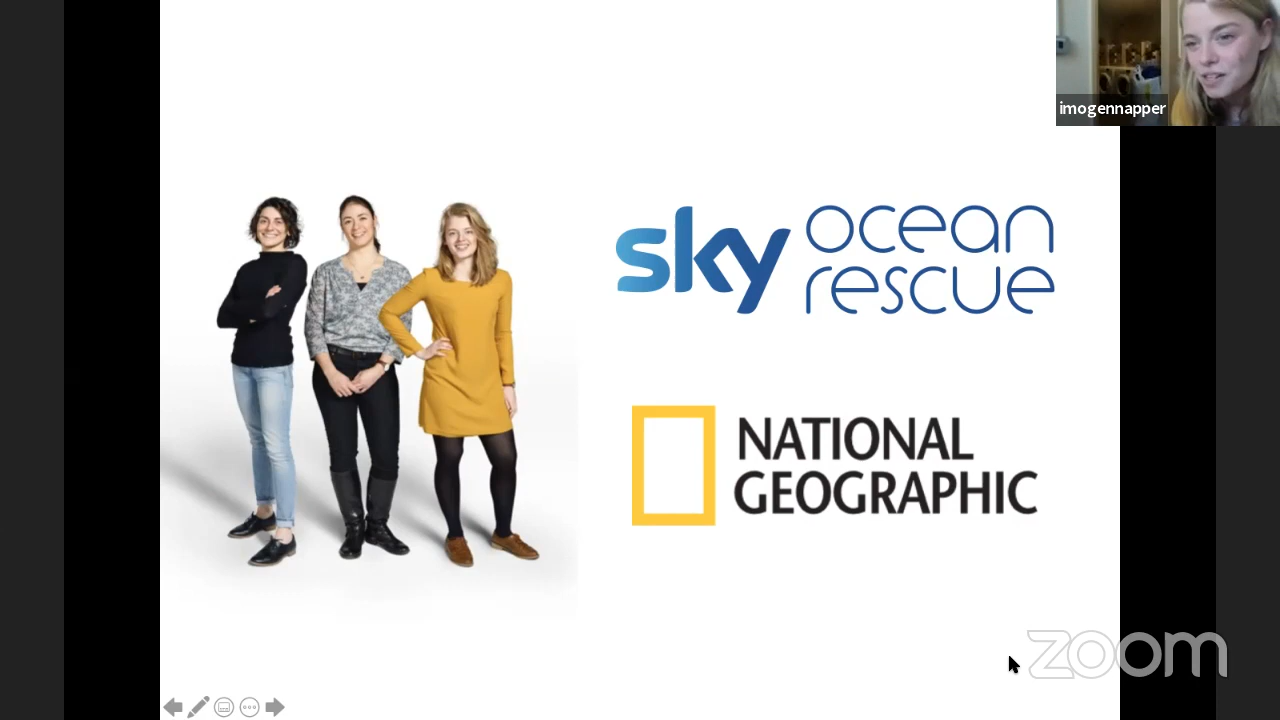 imogennapper
sky ocean
rescue
NATIONAL
GEOGRAPHIC
zoom